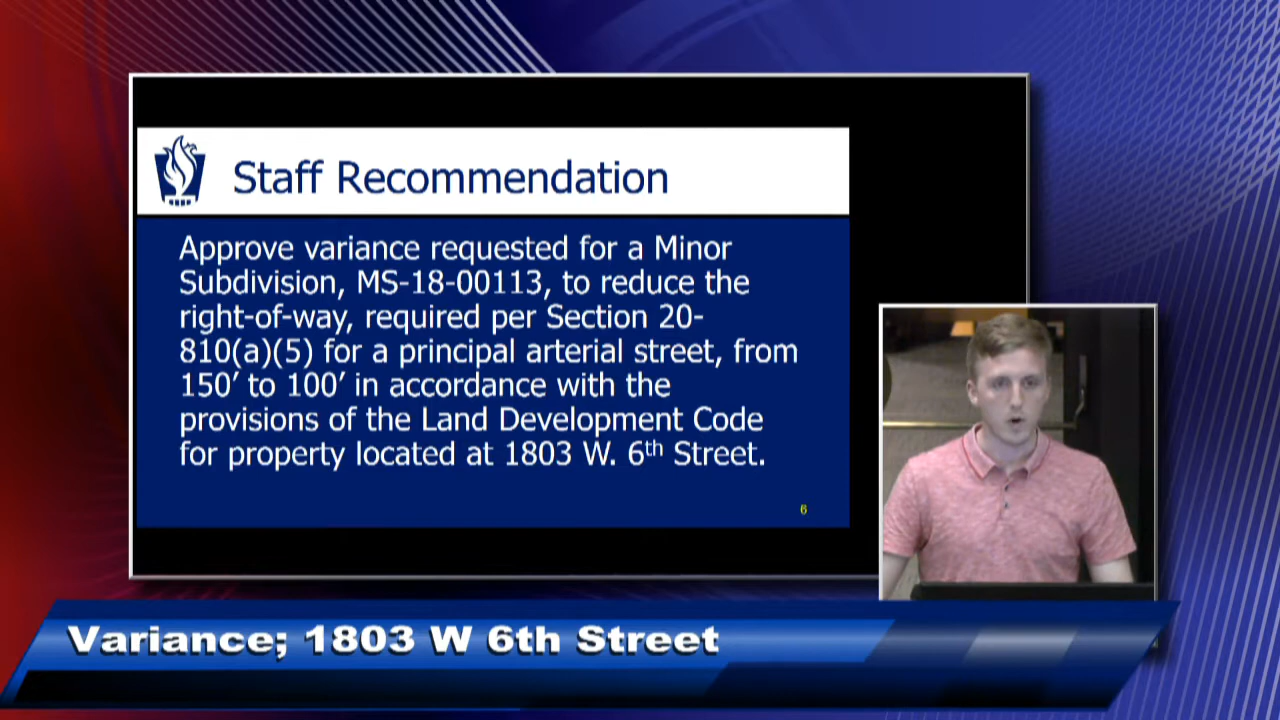 Staff Recommendation
Approve variance requested for a Minor
Subdivision, MS-18-00113, to reduce the
right-of-way, required per Section 20-
810(a)(5) for a principal arterial street, from
150’ to 100’ in accordance with the
provisions of the Land Development Code
for property located at 1803 W. 6th Street.
6
Variance; 1803 W 6th Street